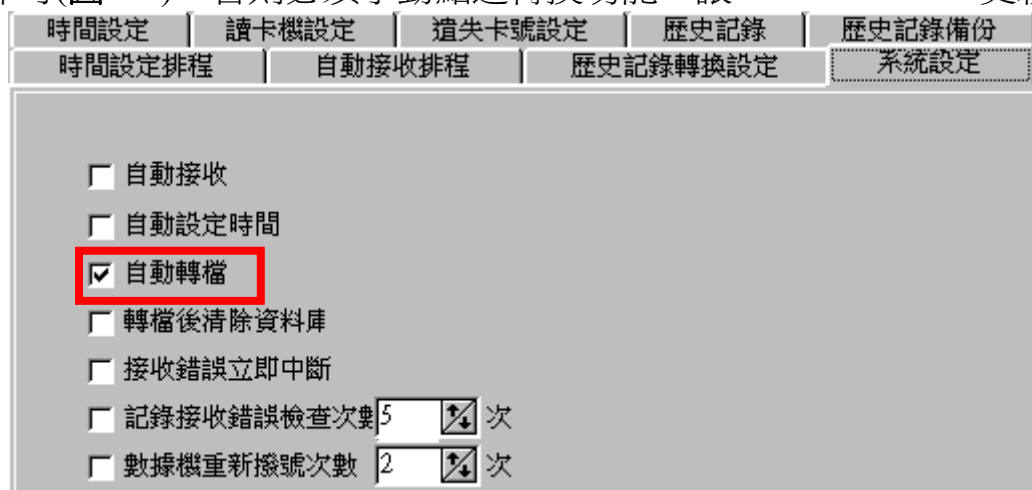 時間設定 讀卡機設定 遺失卡號設定 歷史記錄 歷史記錄備份
時間設定排程 自動接收排程 歷史記錄轉換設定 系統設定
自動接收
自動設定時間
自動轉檔
轉檔後清除資料庫
接收錯誤立即中斷
記錄接收錯誤檢查次數 5 次
數據機重新撥號次數 2 次